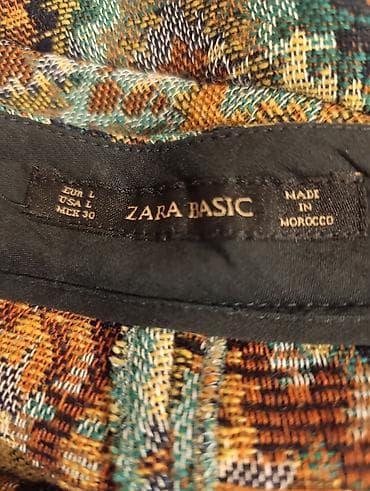 EUR L
USA L
MEX 30
ZARA BASIC
MADE
IN
MOROCCO